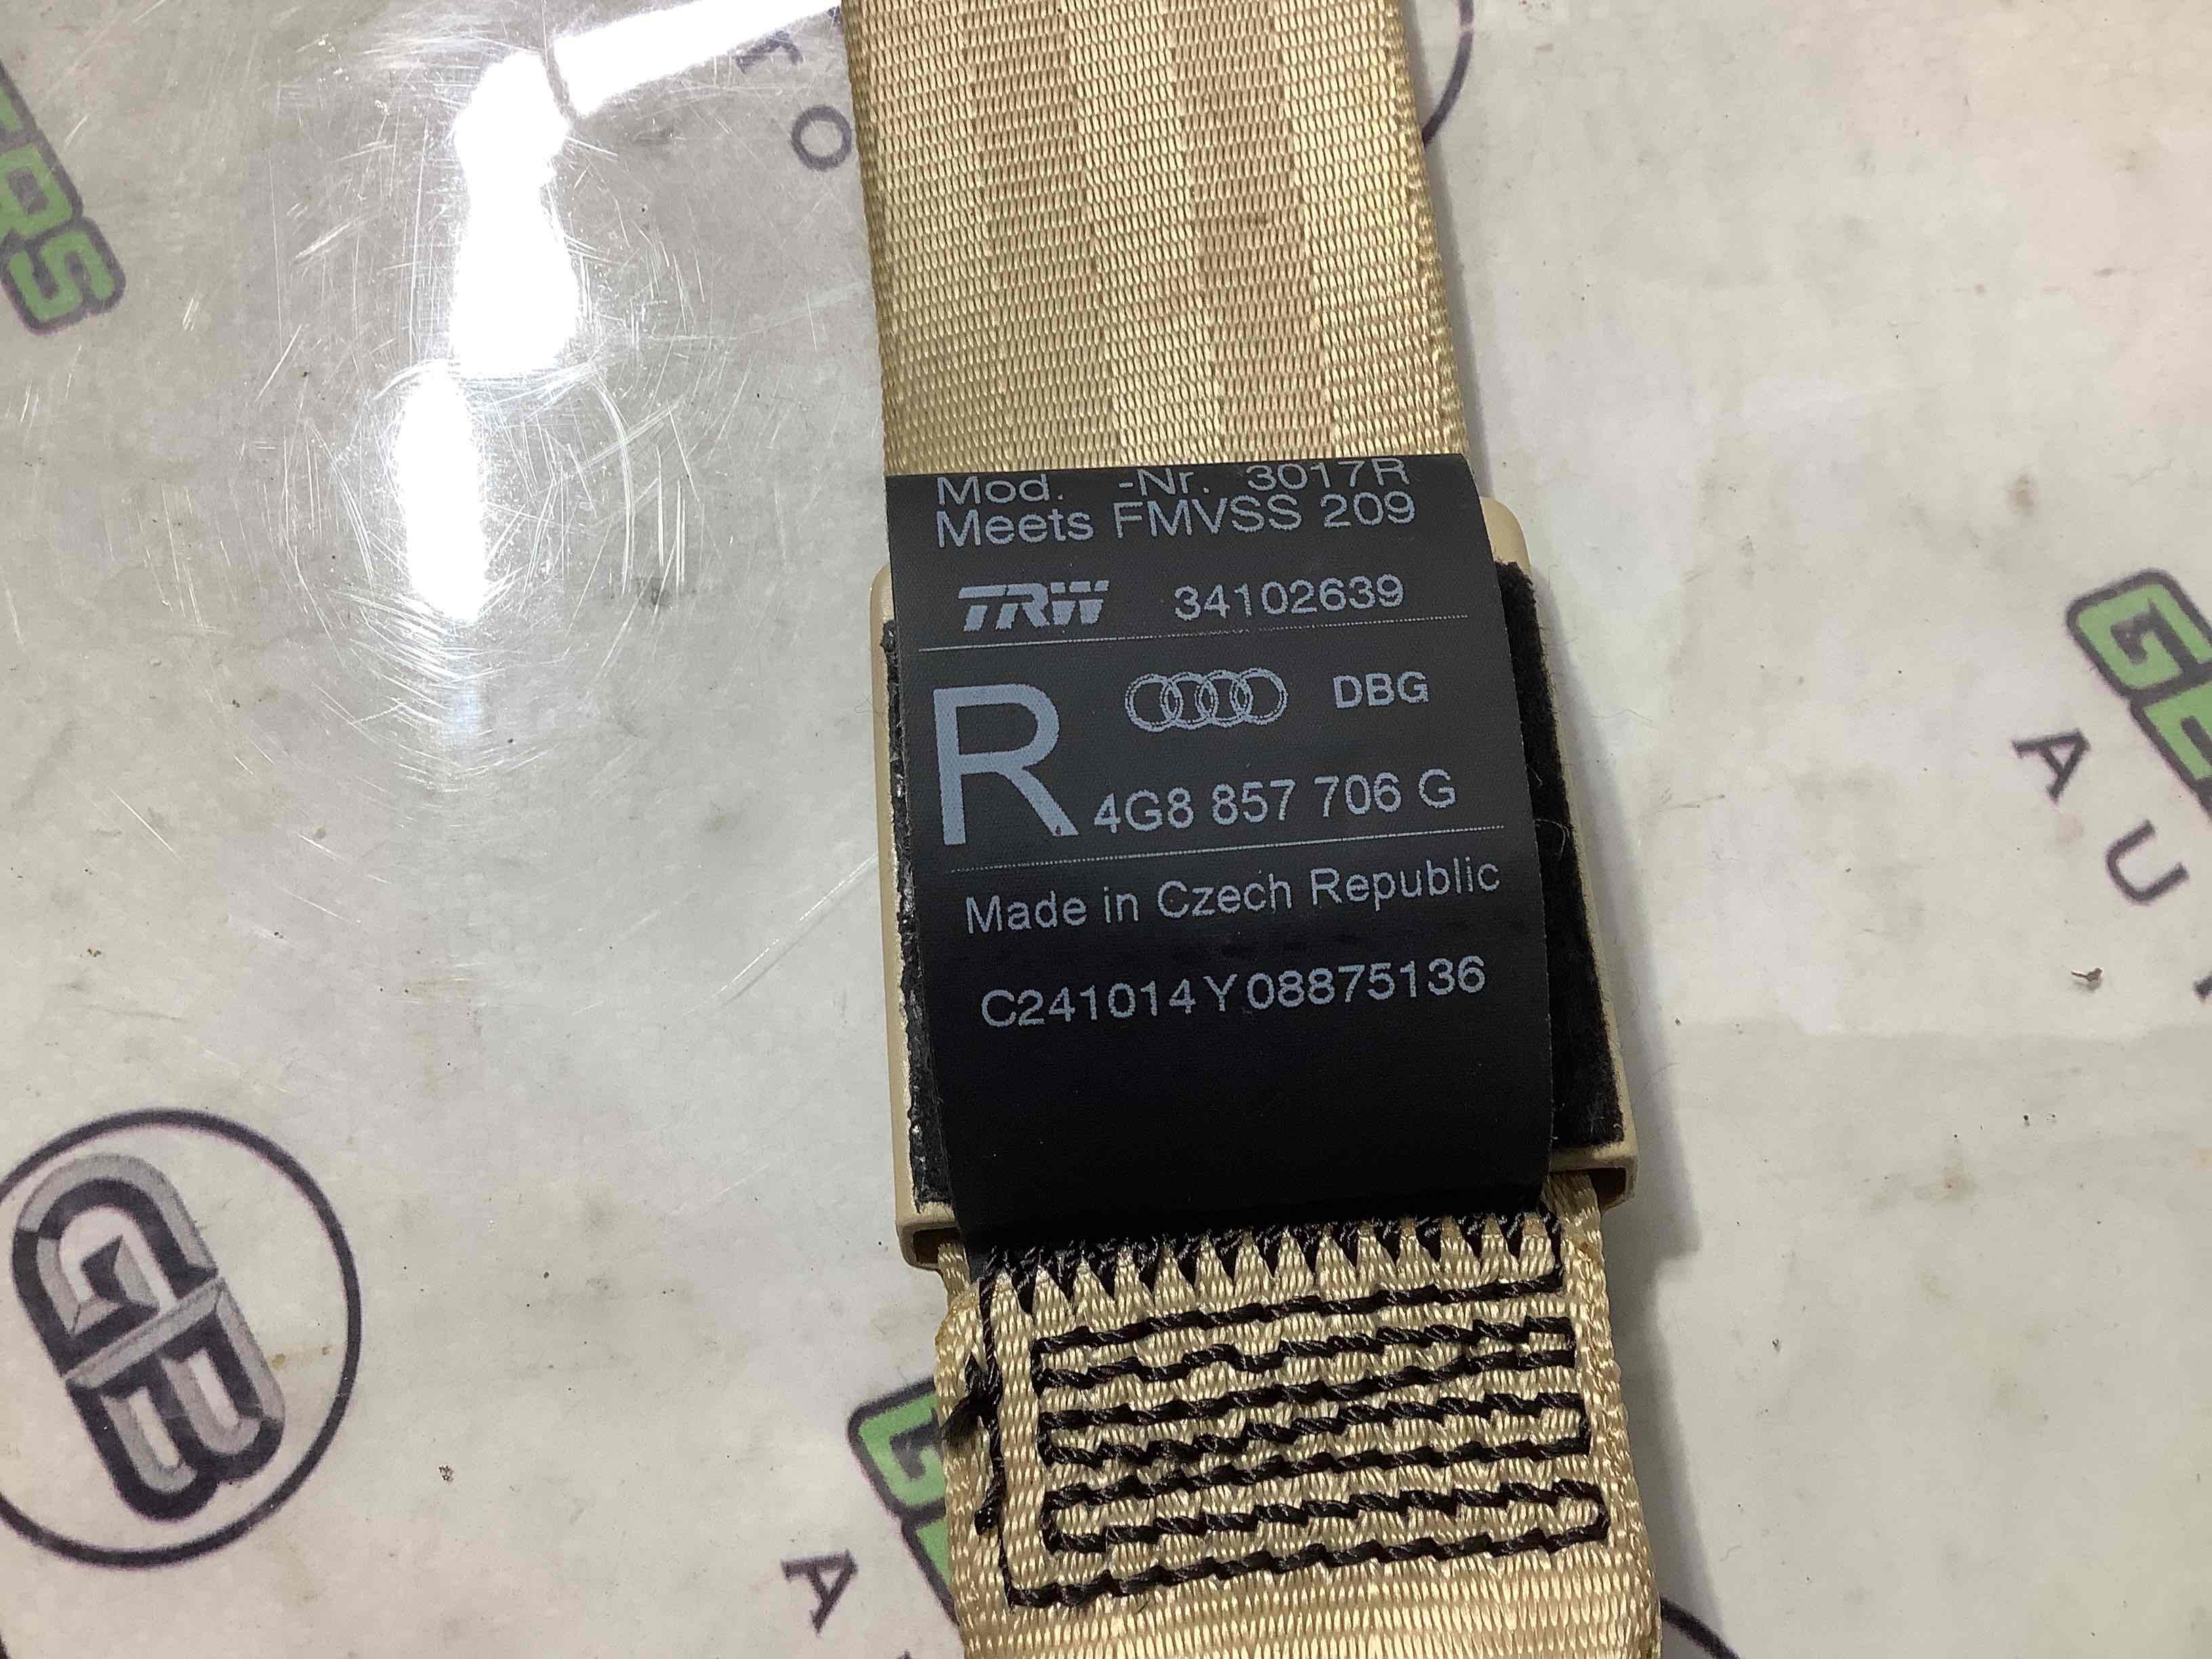 Mod. -Nr. 3017R
Meets FMVSS 209
TRW 34102639
R DBG
4G8 857 706 G
Made in Czech Republic
C241014Y08875136